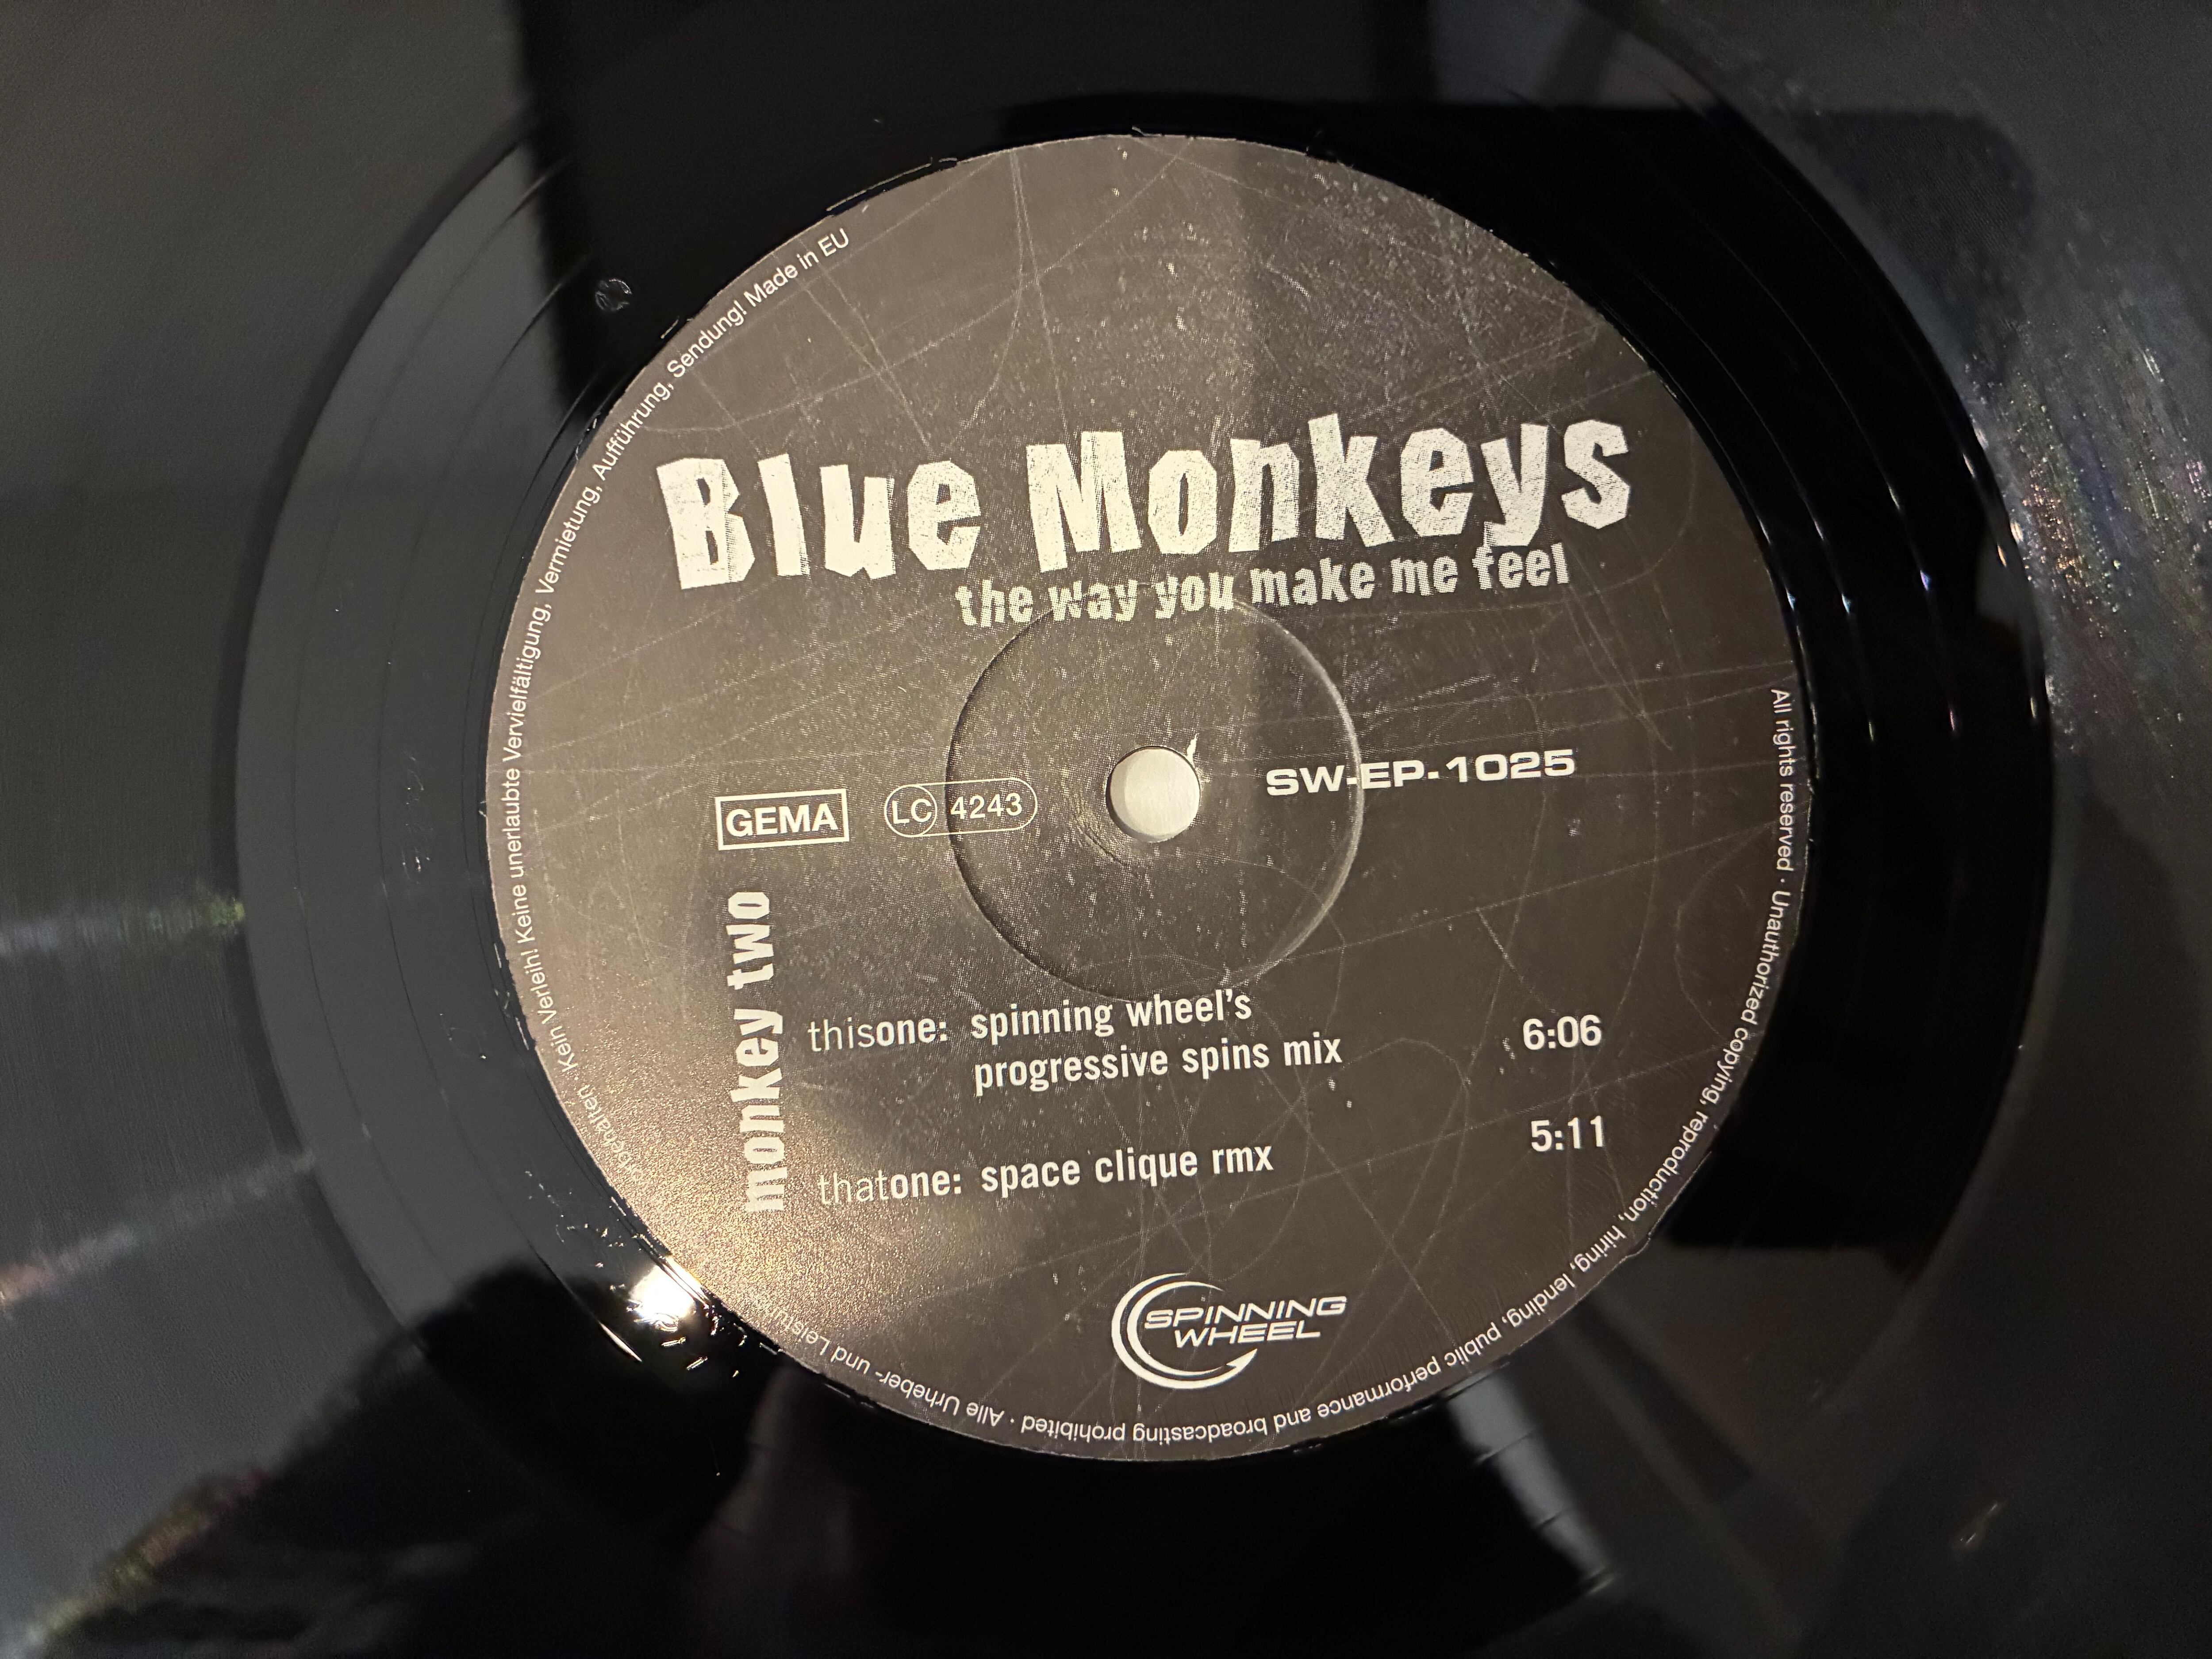 Blue Monkeys
the way you make me feel
GEMA
LC 4243
SW-EP-1025
monkey two
thisone: spinning wheel's
progressive spins mix
6:06
thatone: space clique rmx
5:11
SPINNING
WHEEL
All rights reserved · Unauthorized copying, reproduction, hiring, lending, public performance and broadcasting prohibited · Alle Urheber- und Kein Verleih! Keine unerlaubte Vervielfältigung, Vermietung, Aufführung, Sendung! Made in EU